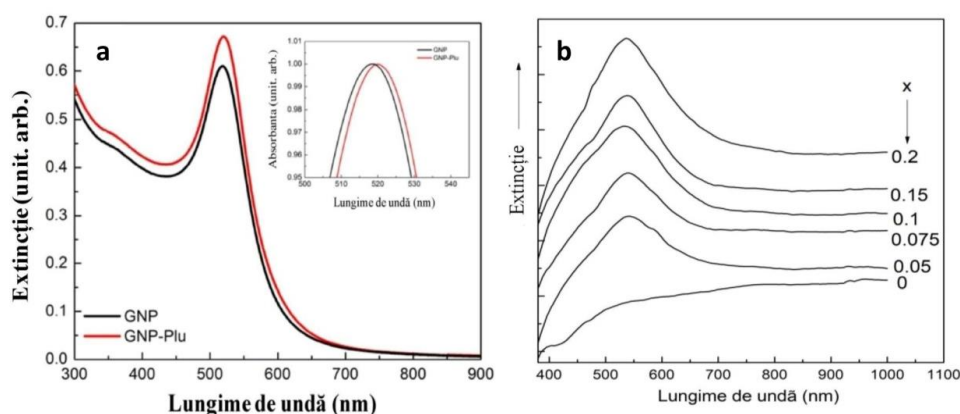 a
Extincție (unit. arb.)
0.7
0.6
0.5
0.4
0.3
0.2
0.1
0.0
300 400 500 600 700 800 900
Lungime de undă (nm)
GNP
GNP-Plu
Absorbanta (unit. arb.)
1.01
1.00
0.99
0.98
0.97
0.96
0.95
500 510 520 530 540
Lungime de undă (nm)
GNP
GNP-Plu
b
Extincție
x
0.2
0.15
0.1
0.075
0.05
0
400 500 600 700 800 900 1000 1100
Lungime de undã (nm)